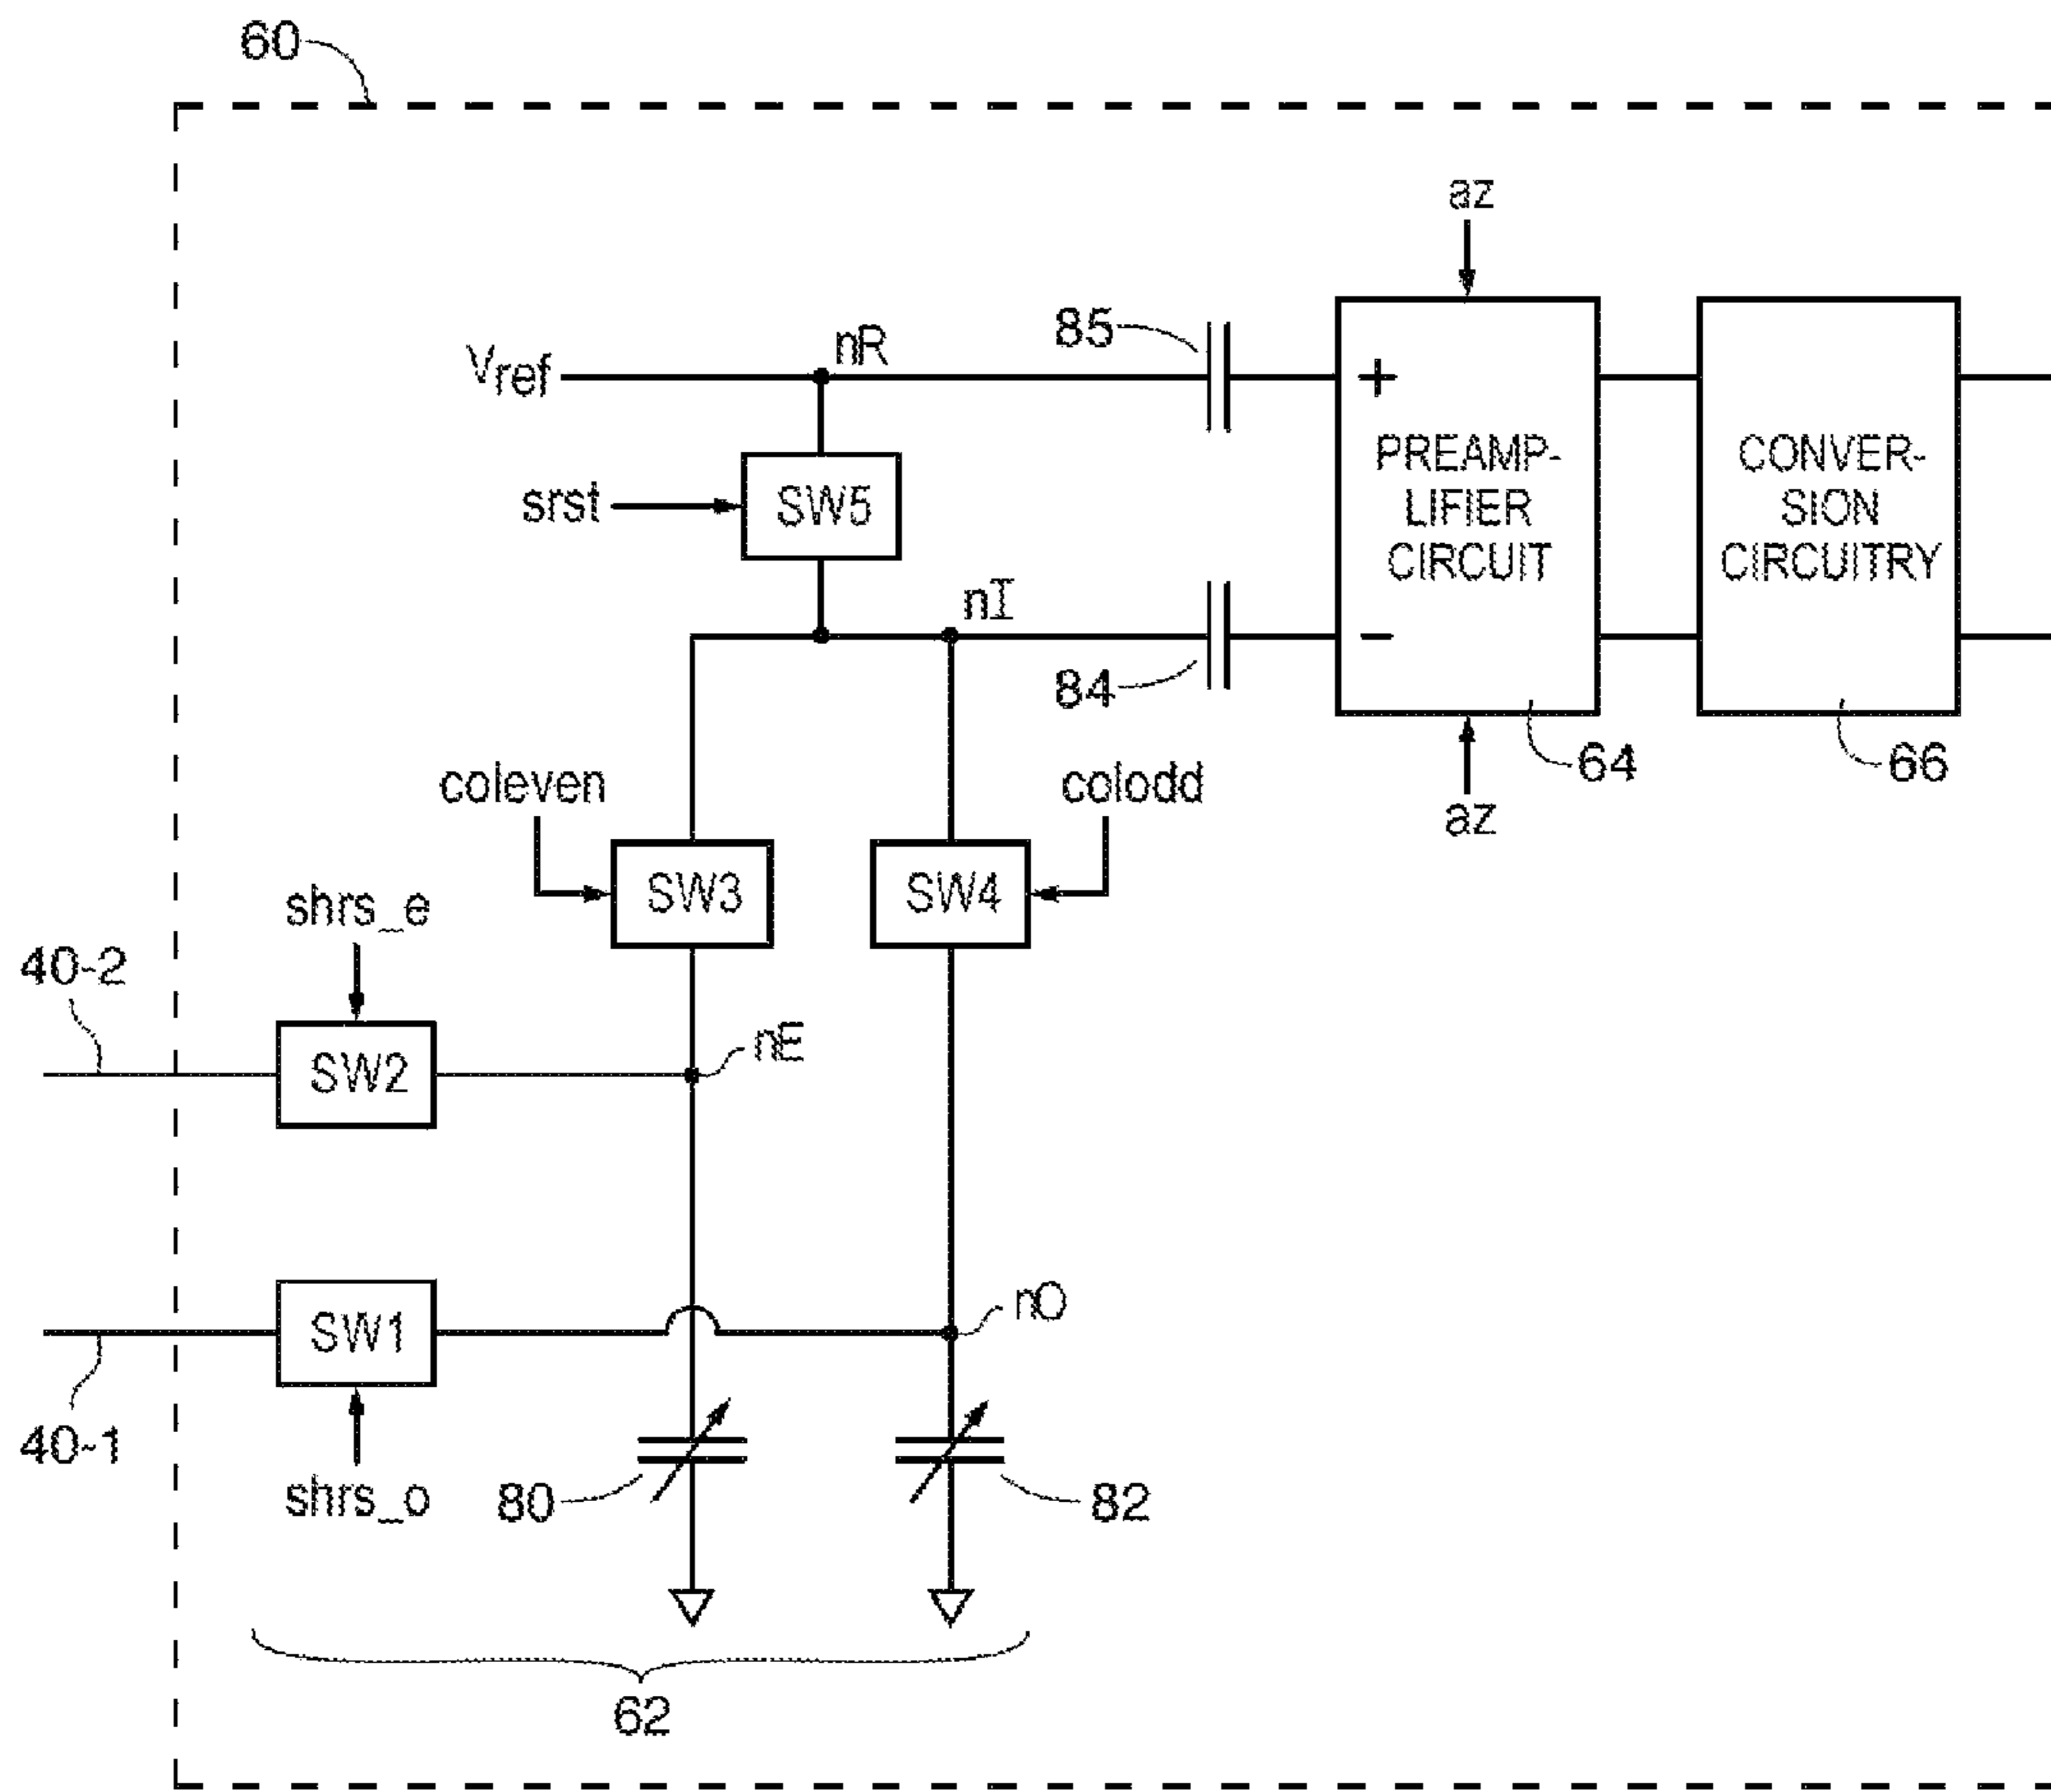 60
az
85
nR
Vref
+
PREAMP-
LIFIER
CIRCUIT
CONVER-
SION
CIRCUITRY
srst
SW5
nI
−
84
64
66
az
coleven
colodd
SW3
SW4
shrs_e
40-2
nE
SW2
nO
SW1
40-1
shrs_o
80
82
62